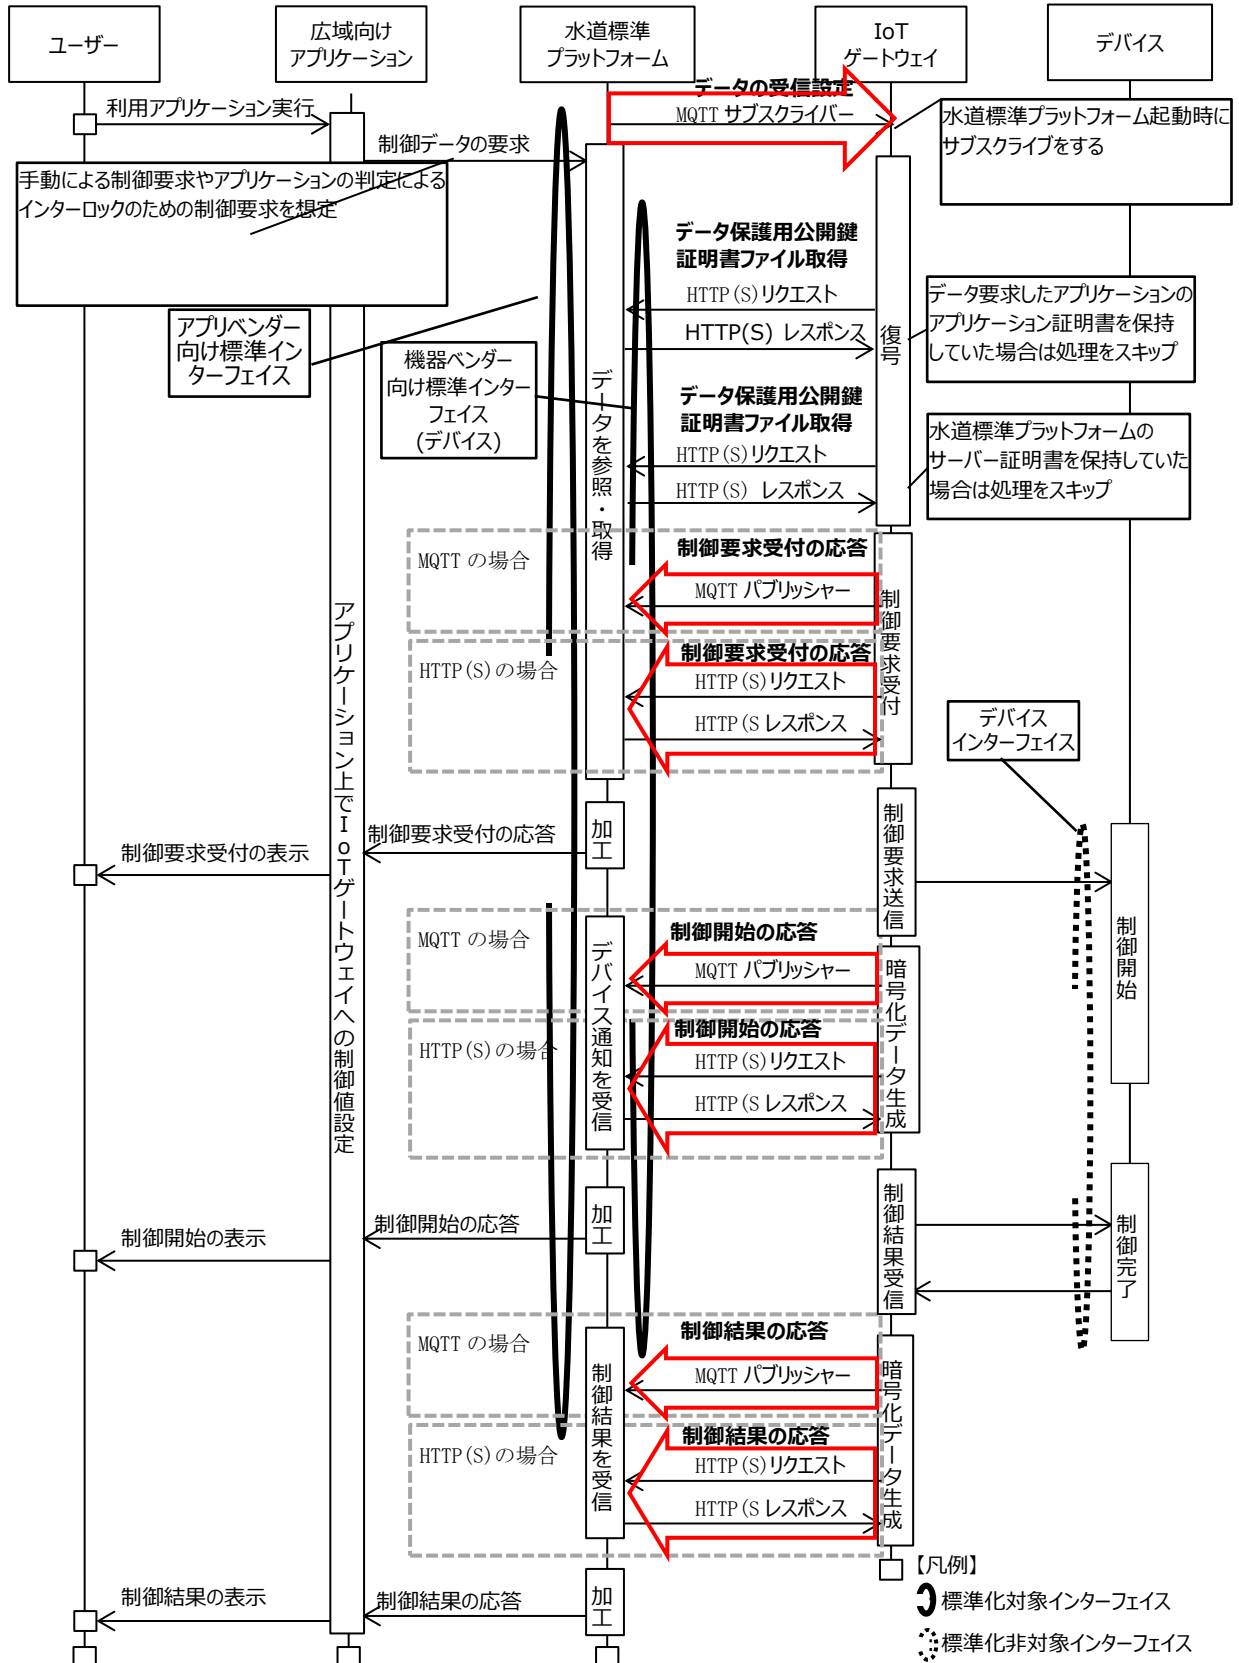 ユーザー
広域向け
アプリケーション
水道標準
プラットフォーム
IoT
ゲートウェイ
デバイス
データの受信設定
MQTT サブスクライバー
利用アプリケーション実行
制御データの要求
水道標準プラットフォーム起動時に
サブスクライブをする
手動による制御要求やアプリケーションの判定による
インターロックのための制御要求を想定
データ保護用公開鍵
証明書ファイル取得
HTTP(S)リクエスト
HTTP(S) レスポンス
復号
データ要求したアプリケーションの
アプリケーション証明書を保持
していた場合は処理をスキップ
アプリベンダー
向け標準イン
ターフェイス
機器ベンダー
向け標準インター
フェイス
(デバイス)
データを参照・取得
データ保護用公開鍵
証明書ファイル取得
HTTP(S)リクエスト
HTTP(S) レスポンス
水道標準プラットフォームの
サーバー証明書を保持していた
場合は処理をスキップ
制御要求受付の応答
MQTT の場合
MQTT パブリッシャー
制御要求受付
アプリケーション上でIoTゲートウェイへの制御値設定
制御要求受付の応答
HTTP(S)の場合
HTTP(S)リクエスト
HTTP(S レスポンス
デバイス
インターフェイス
加工
制御要求受付の応答
制御要求受付の表示
制御要求送信
制御開始
制御開始の応答
MQTT の場合
MQTT パブリッシャー
デバイス通知を受信
暗号化データ生成
制御開始の応答
HTTP(S)の場合
HTTP(S)リクエスト
HTTP(S レスポンス
加工
制御開始の応答
制御開始の表示
制御結果受信
制御完了
制御結果の応答
MQTT の場合
MQTT パブリッシャー
制御結果を受信
暗号化データ生成
制御結果の応答
HTTP(S)の場合
HTTP(S)リクエスト
HTTP(S レスポンス
加工
制御結果の応答
制御結果の表示
【凡例】
標準化対象インターフェイス
標準化非対象インターフェイス